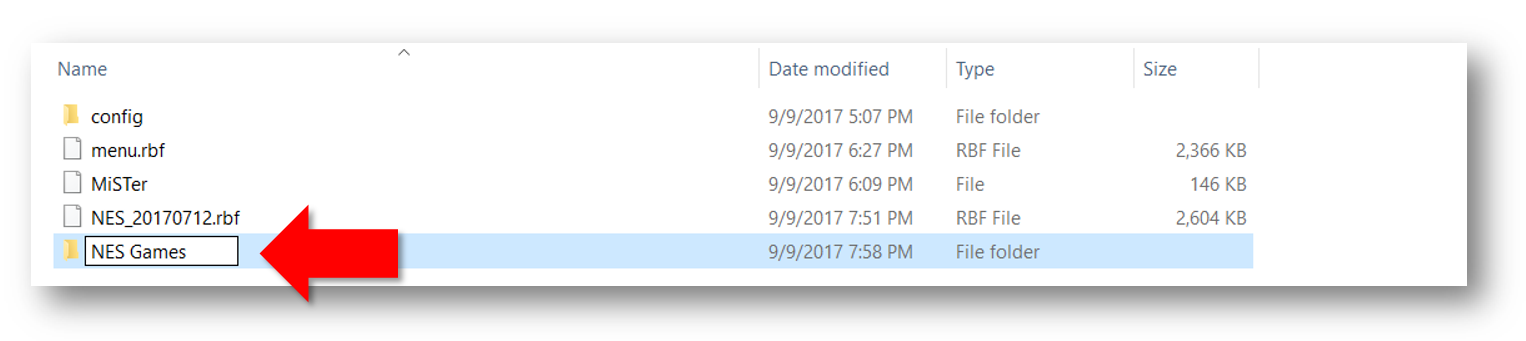 Name Date modified Type Size
config 9/9/2017 5:07 PM File folder
menu.rbf 9/9/2017 6:27 PM RBF File 2,366 KB
MiSTer 9/9/2017 6:09 PM File 146 KB
NES_20170712.rbf 9/9/2017 7:51 PM RBF File 2,604 KB
NES Games 9/9/2017 7:58 PM File folder